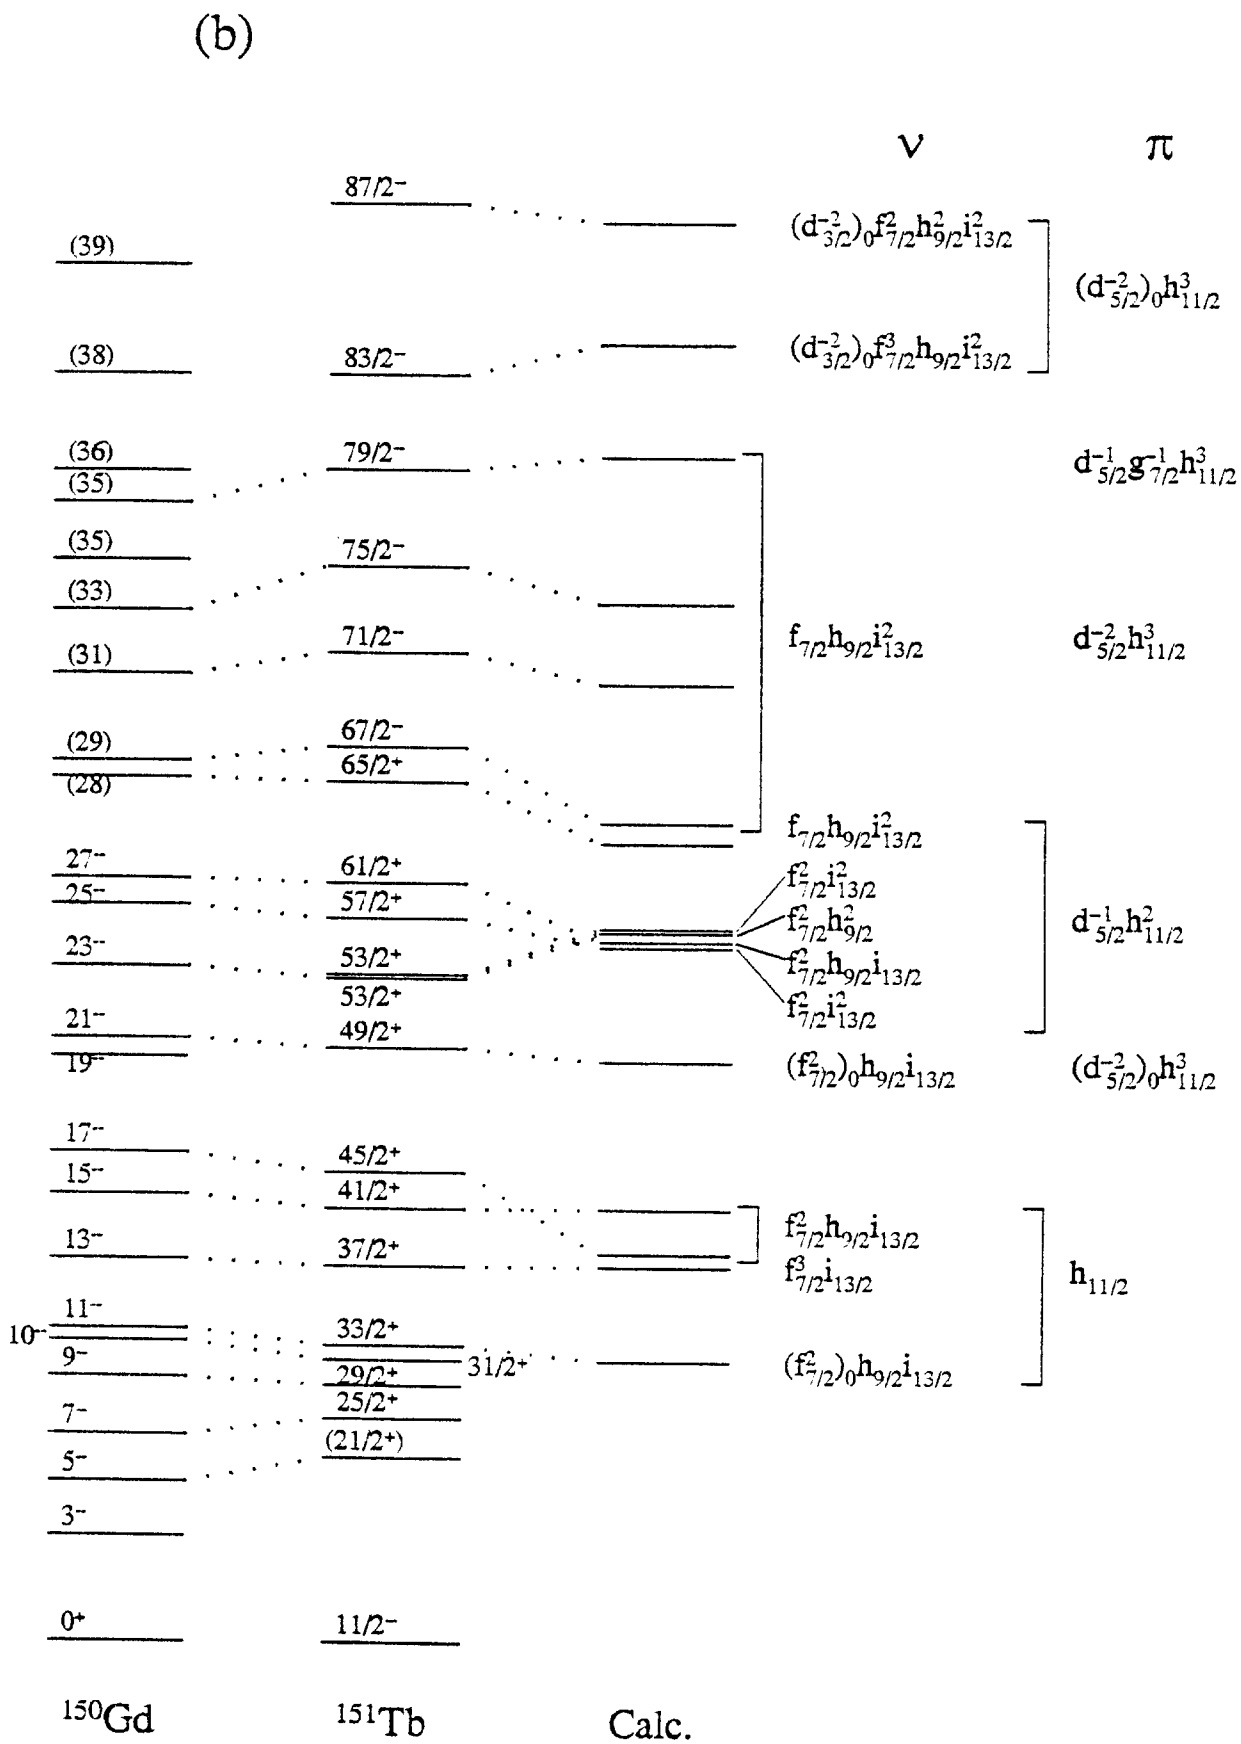 (b)
ν π
87/2⁻
(d⁻²₃/₂)₀f²₇/₂h²₉/₂i²₁₃/₂
(39)
(d⁻²₅/₂)₀h³₁₁/₂
(38) 83/2⁻ (d⁻²₃/₂)₀f³₇/₂h₉/₂i²₁₃/₂
(36) 79/2⁻ d⁻¹₅/₂g⁻¹₇/₂h³₁₁/₂
(35)
(35) 75/2⁻
(33)
(31) 71/2⁻ f₇/₂h₉/₂i²₁₃/₂ d⁻²₅/₂h³₁₁/₂
(29) 67/2⁻
(28) 65/2⁺
f₇/₂h₉/₂i²₁₃/₂
27⁻ 61/2⁺ f²₇/₂i²₁₃/₂
25⁻ 57/2⁺ f²₇/₂h²₉/₂ d⁻¹₅/₂h²₁₁/₂
23⁻ 53/2⁺ f²₇/₂h₉/₂i₁₃/₂
53/2⁺ f²₇/₂i²₁₃/₂
21⁻ 49/2⁺
19⁻ (f²₇/₂)₀h₉/₂i₁₃/₂ (d⁻²₅/₂)₀h³₁₁/₂
17⁻ 45/2⁺
15⁻ 41/2⁺
f²₇/₂h₉/₂i₁₃/₂
13⁻ 37/2⁺ f³₇/₂i₁₃/₂ h₁₁/₂
11⁻
10⁻ 33/2⁺
9⁻ 29/2⁺ 31/2⁺ (f²₇/₂)₀h₉/₂i₁₃/₂
7⁻ 25/2⁺
(21/2⁺)
5⁻
3⁻
0⁺ 11/2⁻
¹⁵⁰Gd ¹⁵¹Tb Calc.